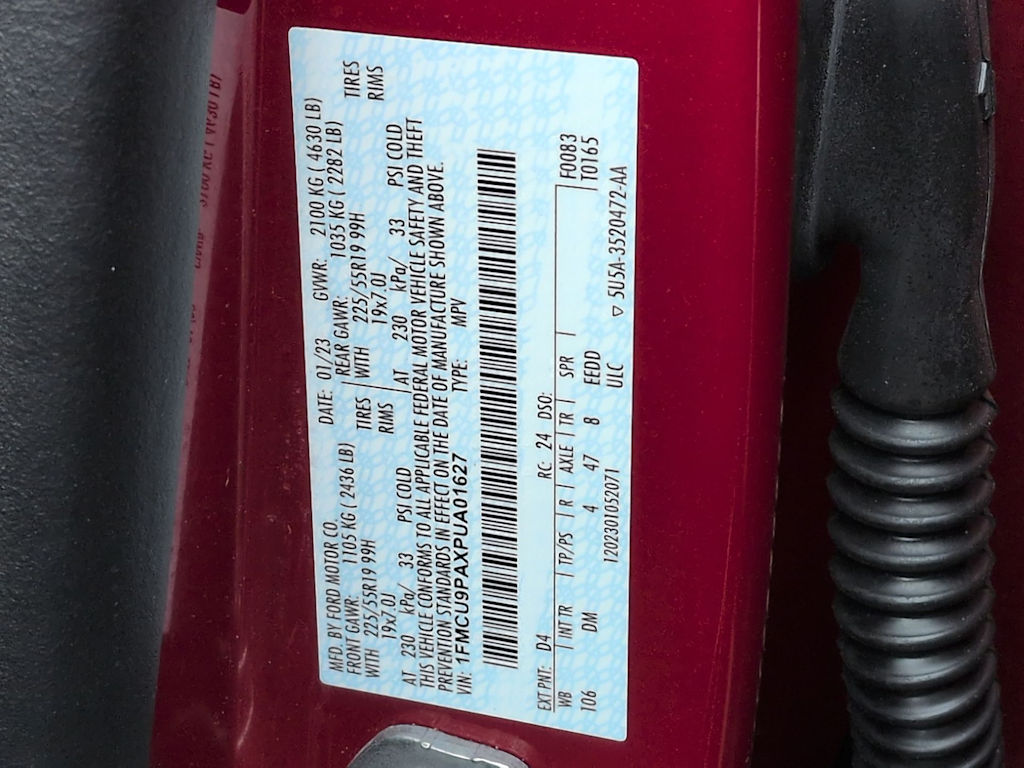 MFD BY FORD MOTOR CO. DATE: 01/23 GVWR: 2100 KG ( 4630 LB)
FRONT GAWR: 1105 KG ( 2436 LB) REAR GAWR: 1035 KG ( 2282 LB)
WITH 225/55R19 99H TIRES WITH 225/55R19 99H TIRES
19x7.0J RIMS 19x7.0J RIMS
AT 230 kPa/ 33 PSI COLD AT 230 kPa/ 33 PSI COLD
THIS VEHICLE CONFORMS TO ALL APPLICABLE FEDERAL MOTOR VEHICLE SAFETY AND THEFT
PREVENTION STANDARDS IN EFFECT ON THE DATE OF MANUFACTURE SHOWN ABOVE.
VIN: 1FMCU9PAXPUA01627 TYPE: MPV
EXT PNT: D4 RC: 24 DSO: F0083
WB INT TR TP/PS R AXLE TR SPR T0165
T06 DM 4 47 8 EEDD
1202301052071 ULC ▽ 5U5A-3520472-AA